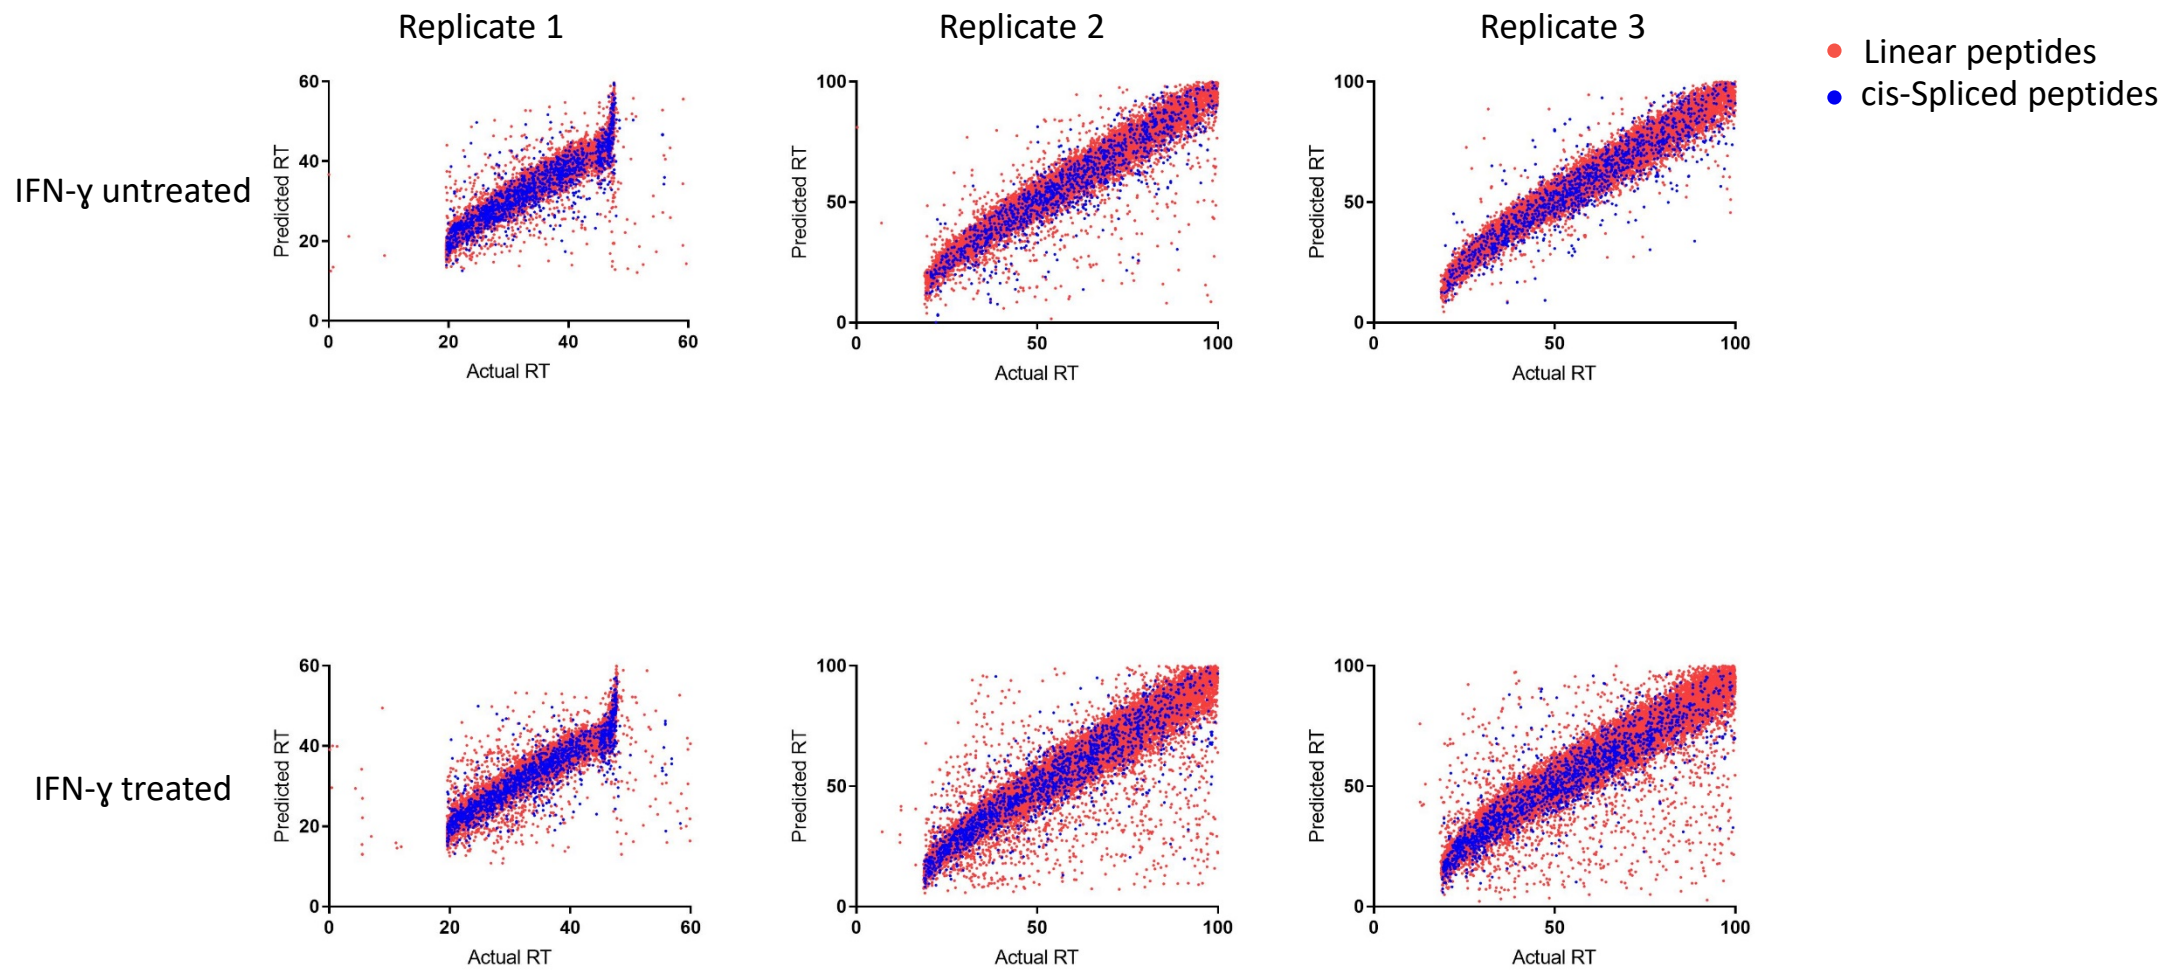 Replicate 1
Replicate 2
Replicate 3
Linear peptides
cis-Spliced peptides
IFN-ɣ untreated
60
40
20
0
0
20
40
60
Predicted RT
Actual RT
100
50
0
0
50
100
Predicted RT
Actual RT
100
50
0
0
50
100
Predicted RT
Actual RT
IFN-ɣ treated
60
40
20
0
0
20
40
60
Predicted RT
Actual RT
100
50
0
0
50
100
Predicted RT
Actual RT
100
50
0
0
50
100
Predicted RT
Actual RT